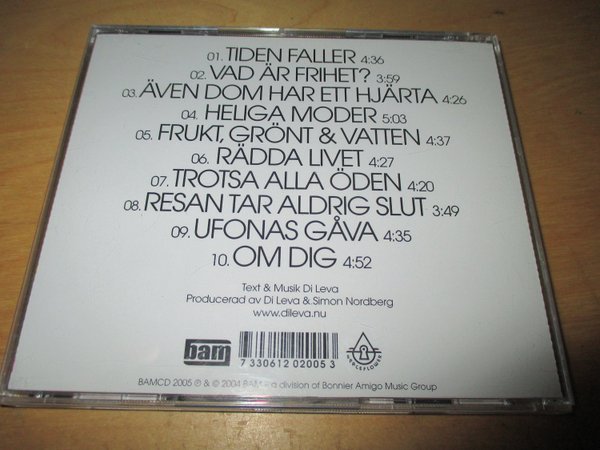 01. TIDEN FALLER 4:36
02. VAD ÄR FRIHET? 3:59
03. ÄVEN DOM HAR ETT HJÄRTA 4:26
04. HELIGA MODER 5:03
05. FRUKT, GRÖNT & VATTEN 4:37
06. RÄDDA LIVET 4:27
07. TROTSA ALLA ÖDEN 4:20
08. RESAN TAR ALDRIG SLUT 3:49
09. UFONAS GÅVA 4:35
10. OM DIG 4:52
Text & Musik Di Leva
Producerad av Di Leva & Simon Nordberg
www.dileva.nu
bam
7 330612 020053
BAMCD 2005 ℗ & © 2004 BAM a division of Bonnier Amigo Music Group